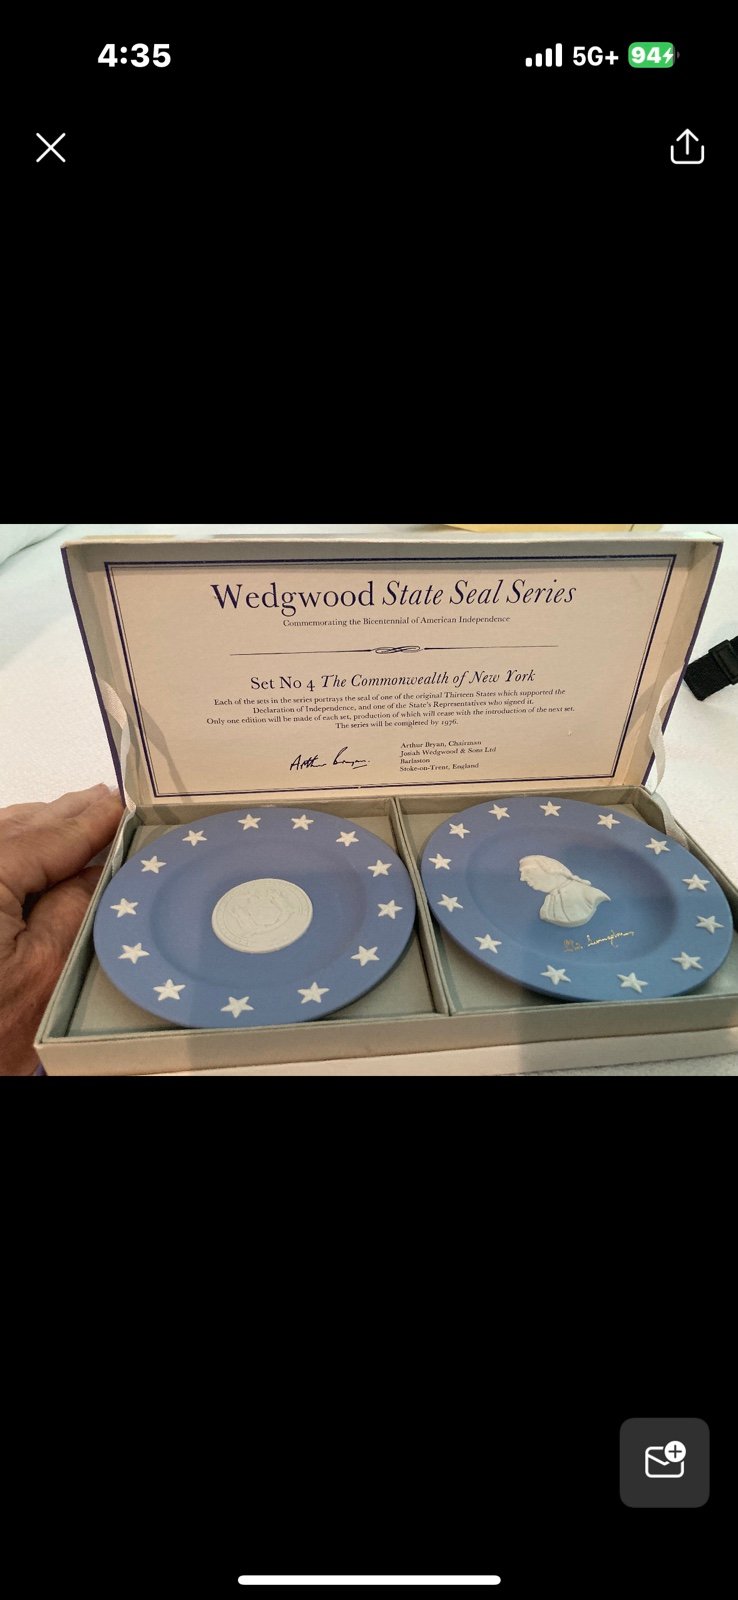 4:35
5G+ 94
Wedgwood State Seal Series
Commemorating the Bicentennial of American Independence
Set No 4 The Commonwealth of New York
Each of the sets in the series portrays the seal of one of the original Thirteen States which supported the
Declaration of Independence, and one of the State's Representatives who signed it.
Only one edition will be made of each set, production of which will cease with the introduction of the next set.
The series will be completed by 1976.
Arthur Bryan, Chairman
Josiah Wedgwood & Sons Ltd
Barlaston
Stoke-on-Trent, England
Arthur Bryan